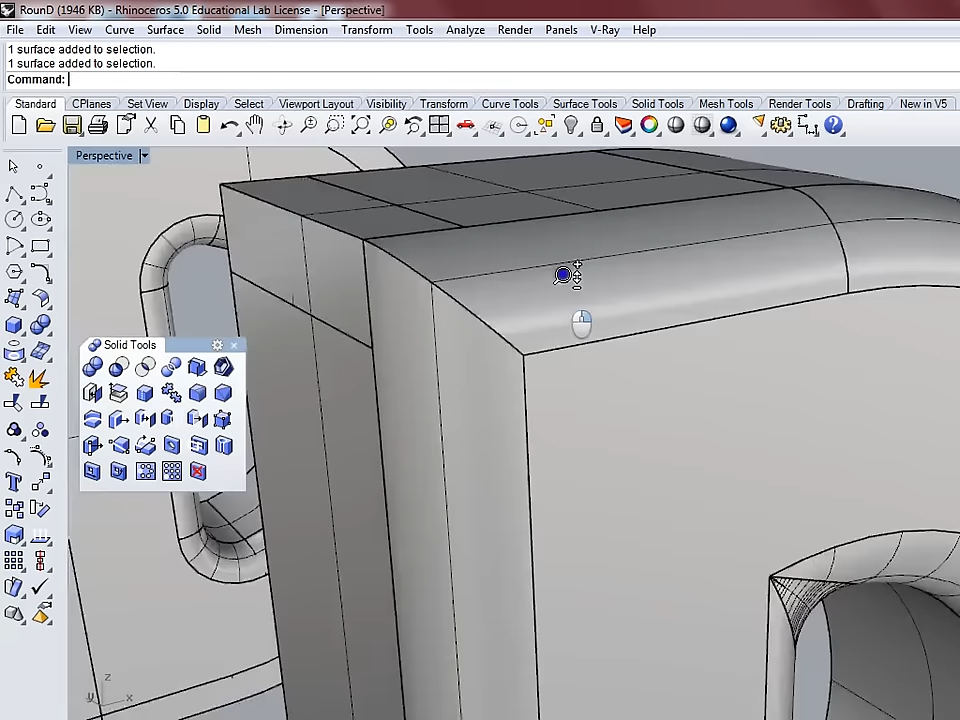 RounD (1946 KB) - Rhinoceros 5.0 Educational Lab License - [Perspective]
File Edit View Curve Surface Solid Mesh Dimension Transform Tools Analyze Render Panels V-Ray Help
1 surface added to selection.
1 surface added to selection.
Command:
Standard CPlanes Set View Display Select Viewport Layout Visibility Transform Curve Tools Surface Tools Solid Tools Mesh Tools Render Tools Drafting New in V5
Perspective
Solid Tools
z
y x